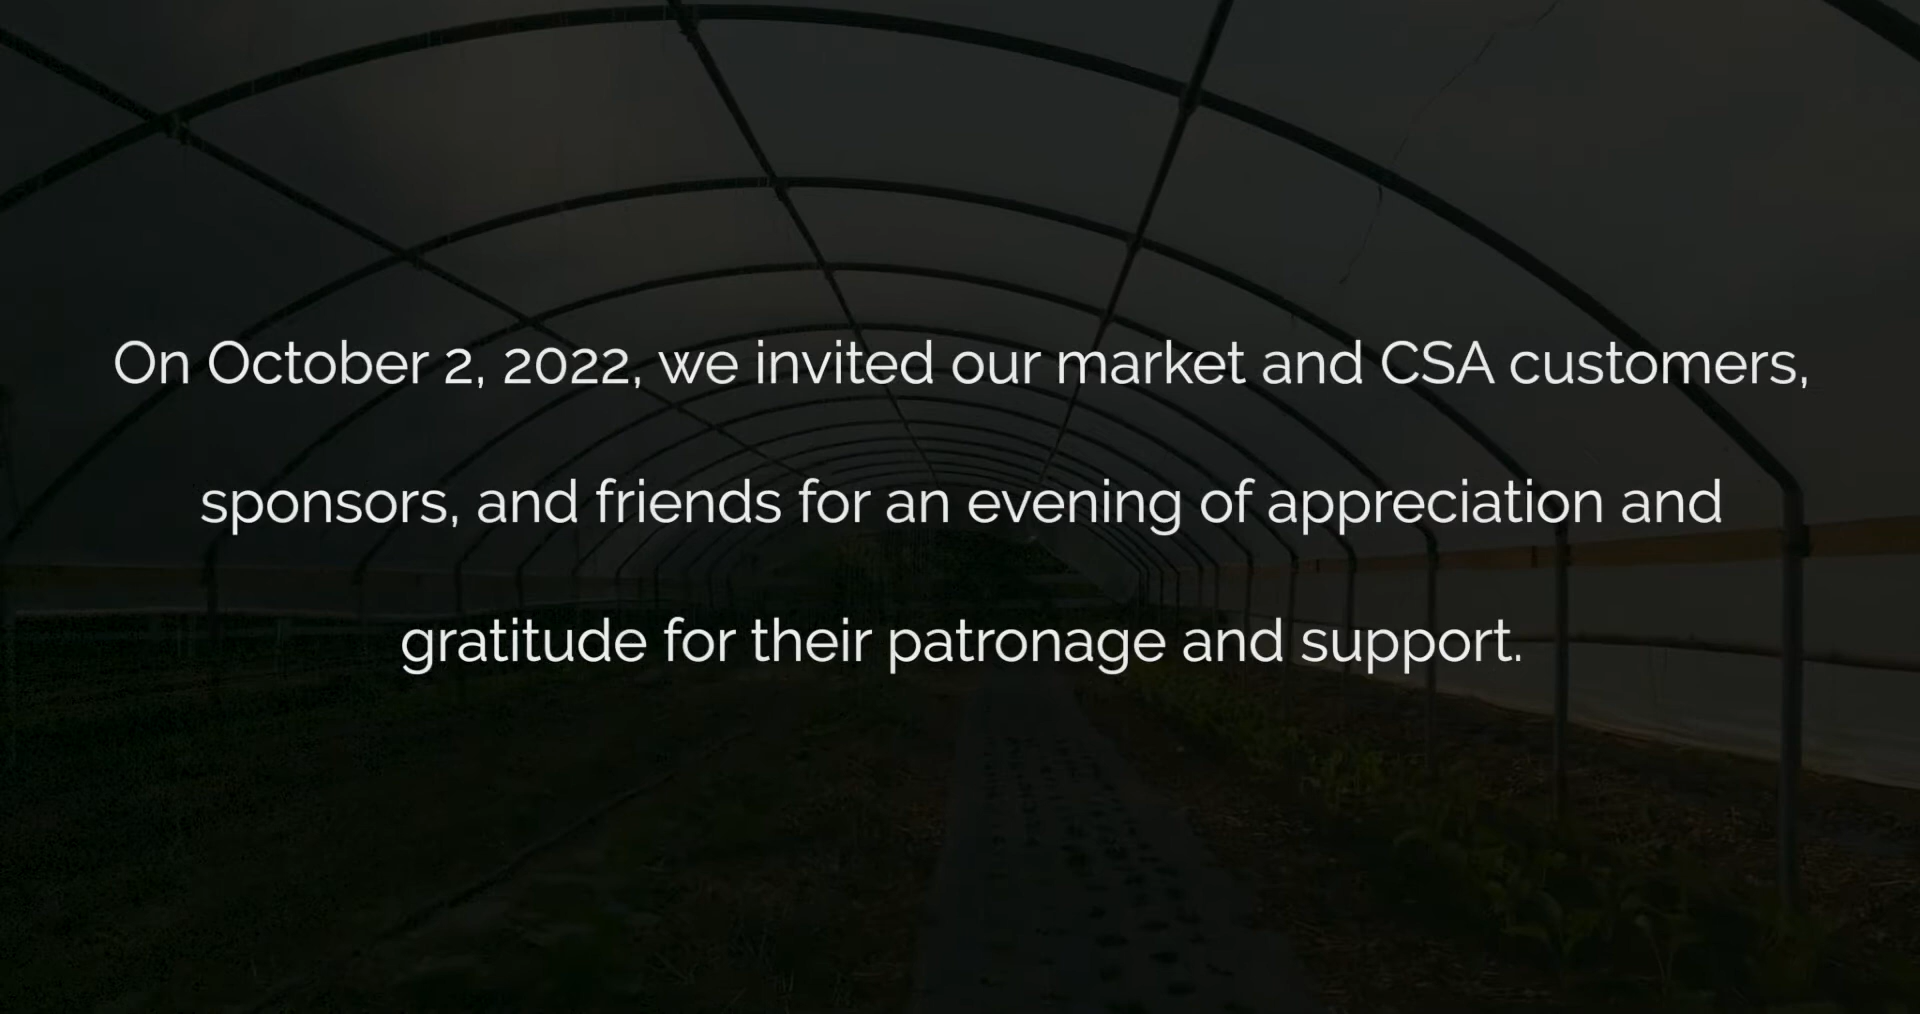 On October 2, 2022, we invited our market and CSA customers,
sponsors, and friends for an evening of appreciation and
gratitude for their patronage and support.